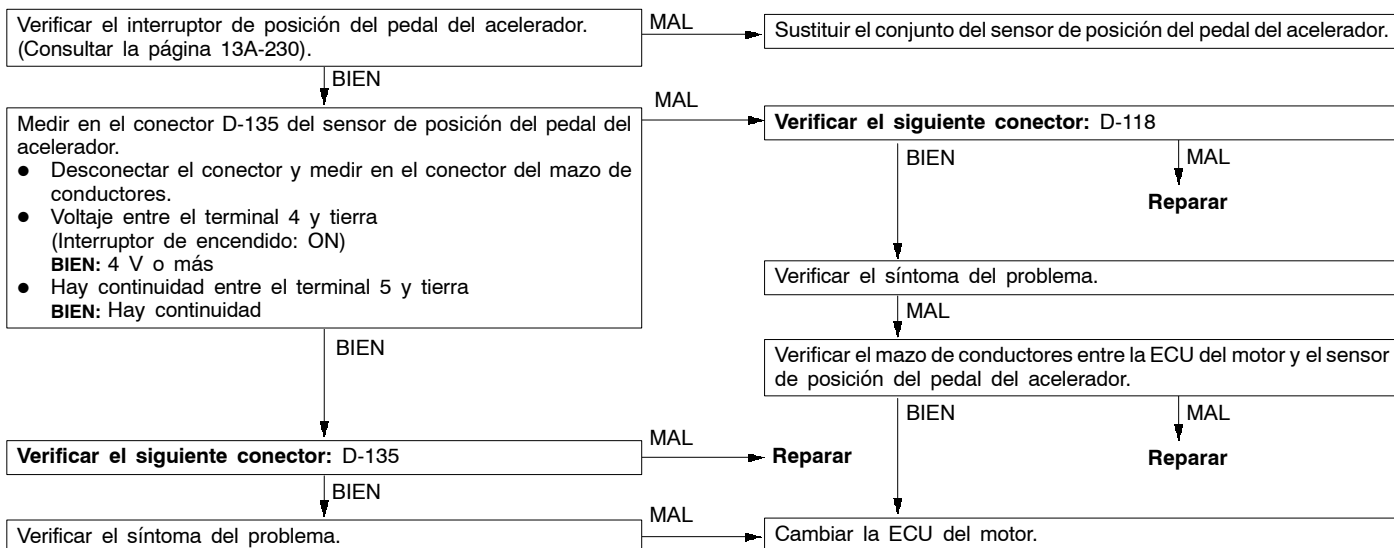 Verificar el interruptor de posición del pedal del acelerador.
(Consultar la página 13A-230).
MAL
Sustituir el conjunto del sensor de posición del pedal del acelerador.
BIEN
Medir en el conector D-135 del sensor de posición del pedal del
acelerador.
● Desconectar el conector y medir en el conector del mazo de
conductores.
● Voltaje entre el terminal 4 y tierra
(Interruptor de encendido: ON)
BIEN: 4 V o más
● Hay continuidad entre el terminal 5 y tierra
BIEN: Hay continuidad
MAL
Verificar el siguiente conector: D-118
BIEN
MAL
Reparar
Verificar el síntoma del problema.
MAL
Verificar el mazo de conductores entre la ECU del motor y el sensor
de posición del pedal del acelerador.
BIEN
MAL
Reparar
BIEN
Verificar el siguiente conector: D-135
MAL
Reparar
BIEN
Verificar el síntoma del problema.
MAL
Cambiar la ECU del motor.